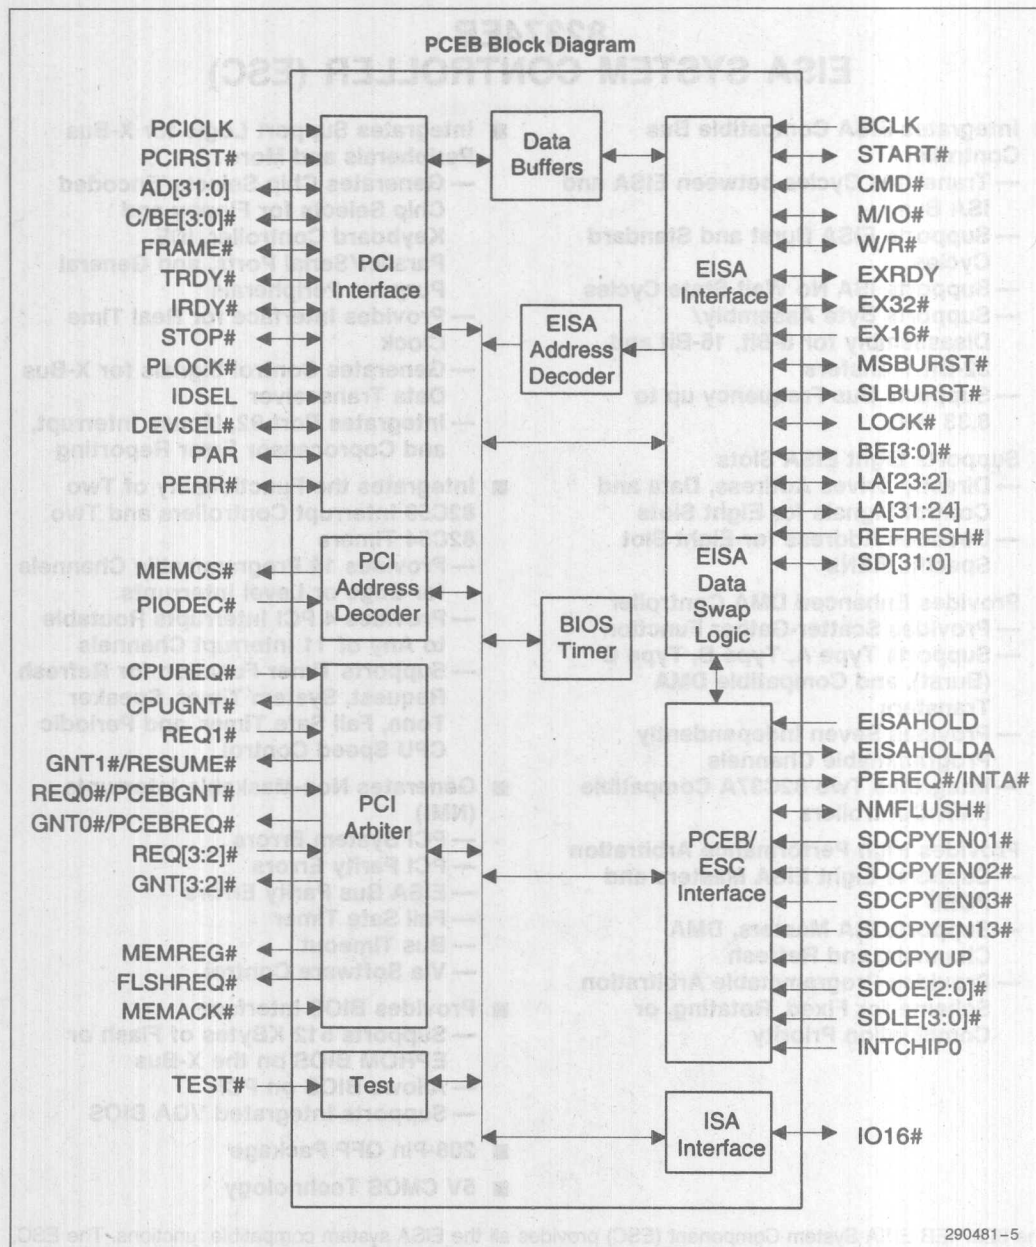 PCEB Block Diagram
PCICLK
PCIRST#
AD[31:0]
C/BE[3:0]#
FRAME#
TRDY#
IRDY#
STOP#
PLOCK#
IDSEL
DEVSEL#
PAR
PERR#
MEMCS#
PIODEC#
CPUREQ#
CPUGNT#
REQ1#
GNT1#/RESUME#
REQ0#/PCEBGNT#
GNT0#/PCEBREQ#
REQ[3:2]#
GNT[3:2]#
MEMREG#
FLSHREQ#
MEMACK#
TEST#
PCI
Interface
PCI
Address
Decoder
PCI
Arbiter
Test
Data
Buffers
EISA
Address
Decoder
BIOS
Timer
EISA
Interface
EISA
Data
Swap
Logic
PCEB/
ESC
Interface
ISA
Interface
BCLK
START#
CMD#
M/IO#
W/R#
EXRDY
EX32#
EX16#
MSBURST#
SLBURST#
LOCK#
BE[3:0]#
LA[23:2]
LA[31:24]
REFRESH#
SD[31:0]
EISAHOLD
EISAHOLDA
PEREQ#/INTA#
NMFLUSH#
SDCPYEN01#
SDCPYEN02#
SDCPYEN03#
SDCPYEN13#
SDCPYUP
SDOE[2:0]#
SDLE[3:0]#
INTCHIP0
IO16#
290481-5